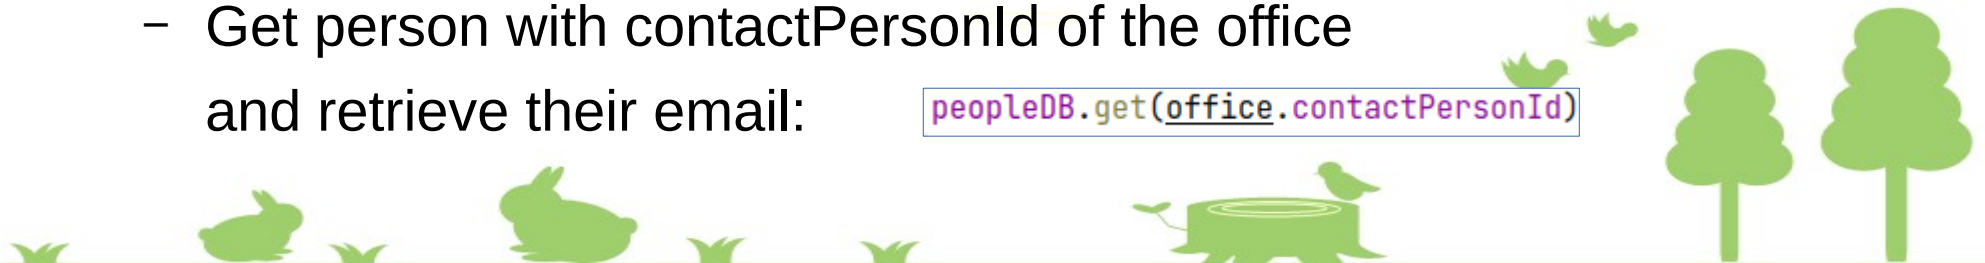 – Get person with contactPersonId of the office
and retrieve their email: peopleDB.get(office.contactPersonId)